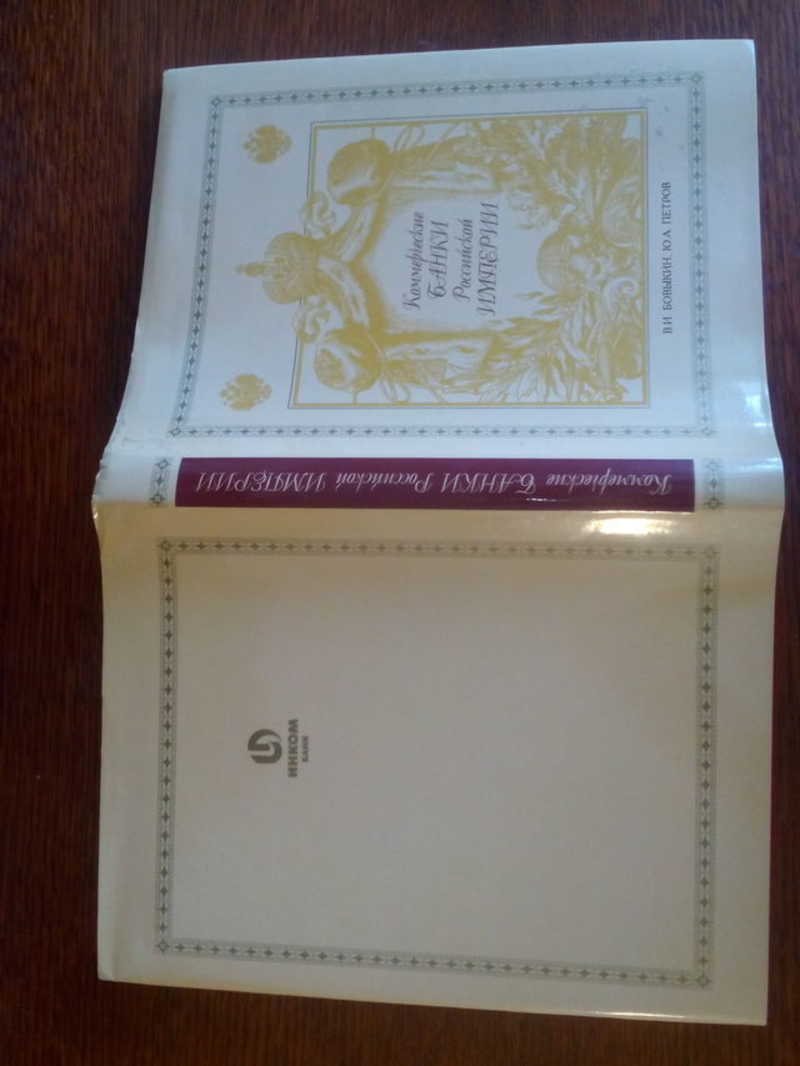 Коммерческие
БАНКИ
Российской
ИМПЕРИИ
В.И. БОВЫКИН, Ю.А. ПЕТРОВ
Коммерческие БАНКИ Российской ИМПЕРИИ
ИНКОМ
БАНК